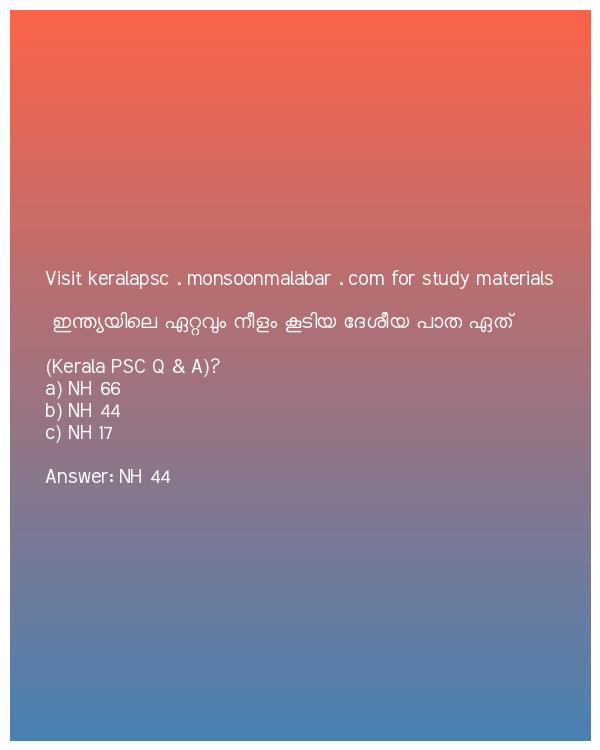 Visit keralapsc . monsoonmalabar . com for study materials
ഇന്ത്യയിലെ ഏറ്റവും നീളം കൂടിയ ദേശീയ പാത ഏത്
(Kerala PSC Q & A)?
a) NH 66
b) NH 44
c) NH 17
Answer: NH 44